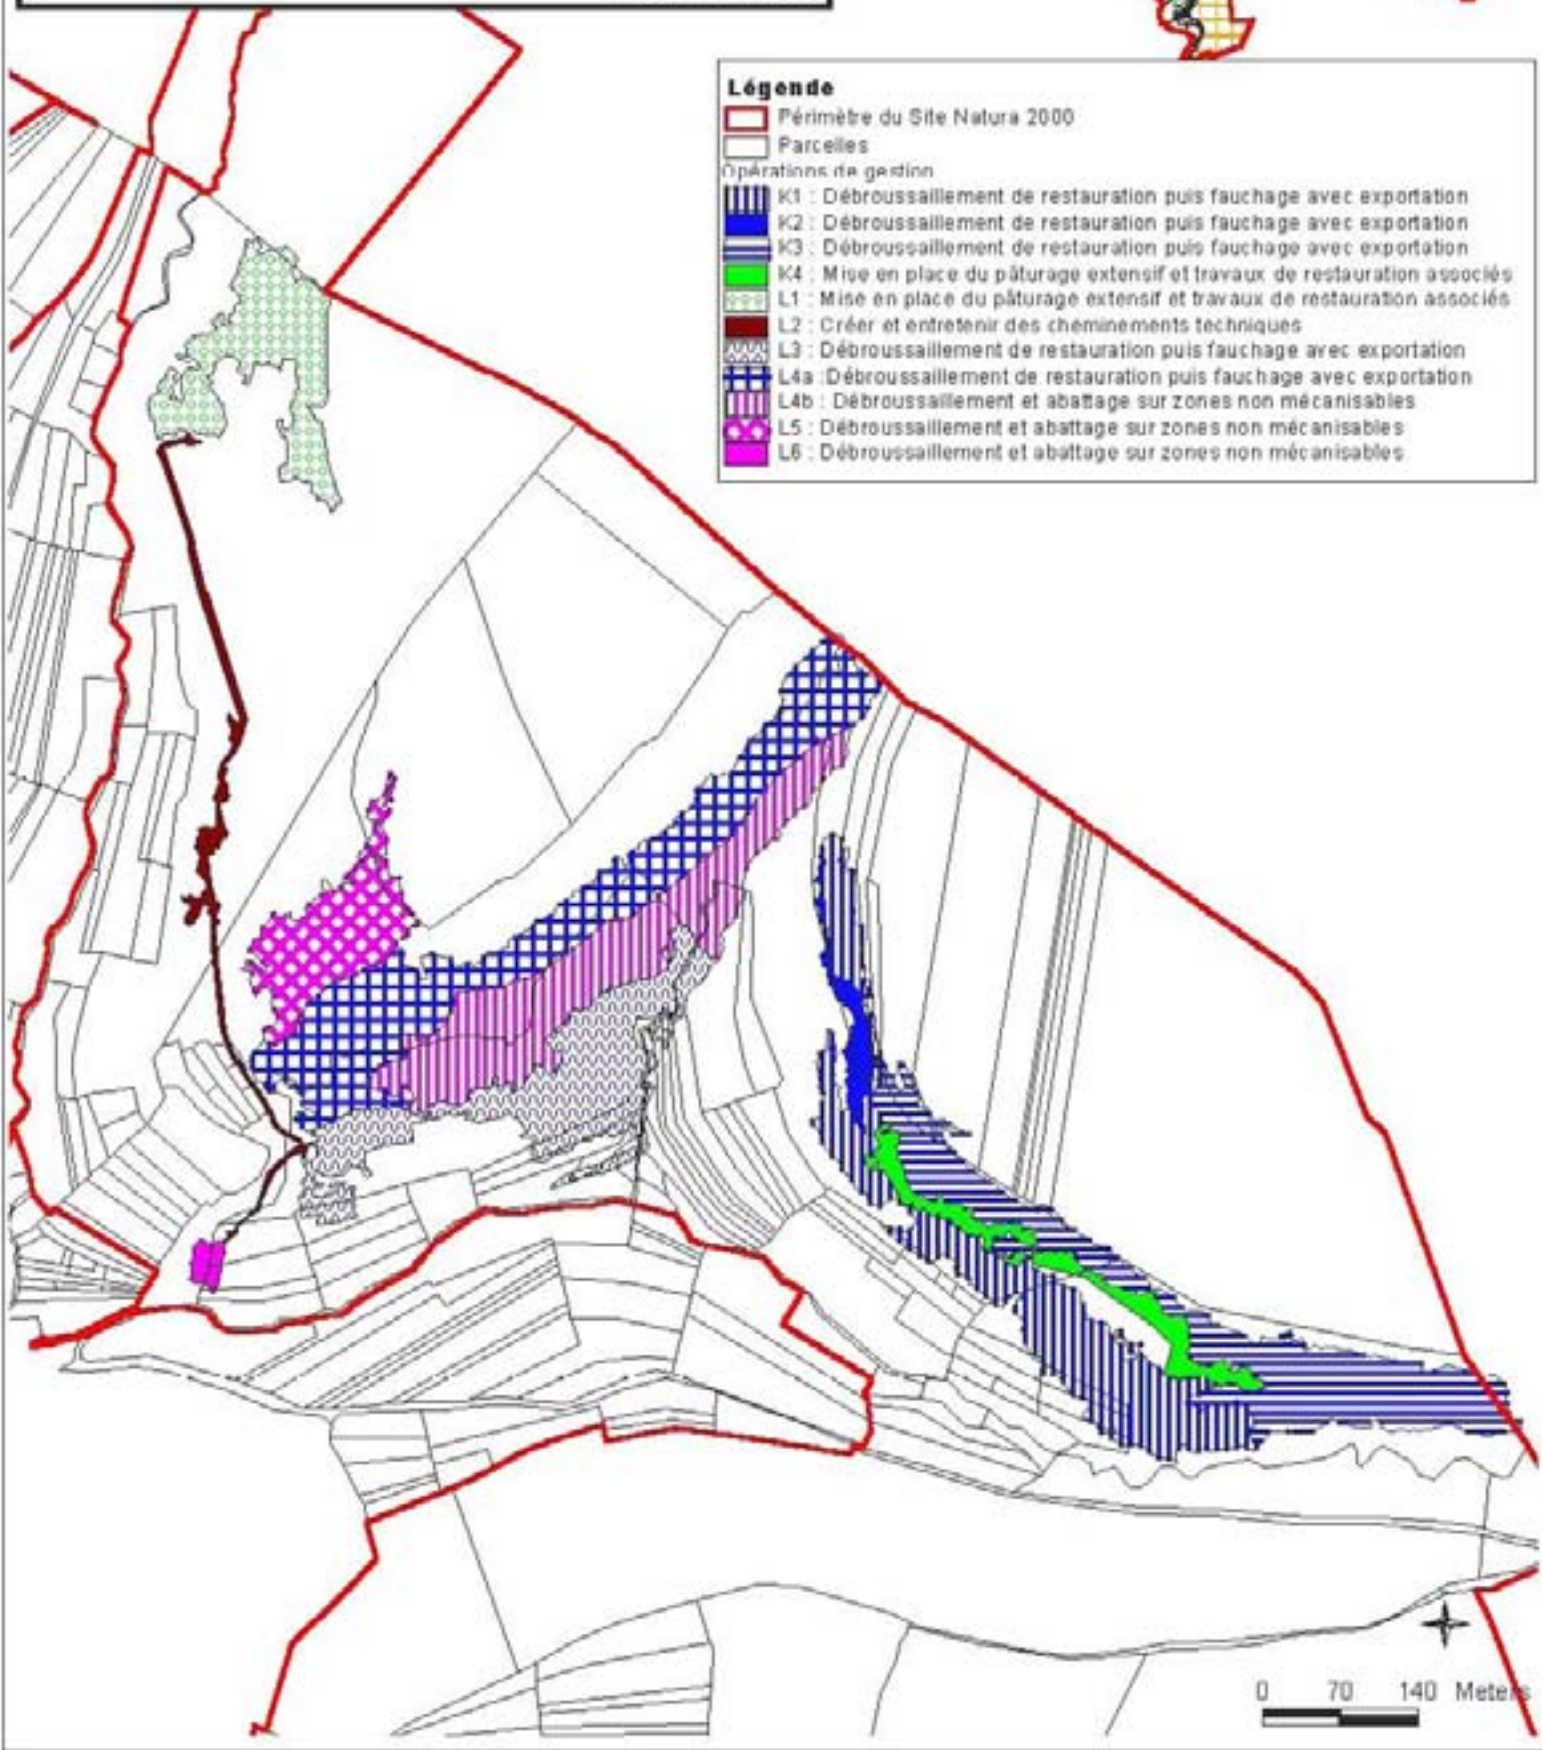 Légende
Périmètre du Site Natura 2000
Parcelles
Opérations de gestion
K1 : Débroussaillement de restauration puis fauchage avec exportation
K2 : Débroussaillement de restauration puis fauchage avec exportation
K3 : Débroussaillement de restauration puis fauchage avec exportation
K4 : Mise en place du pâturage extensif et travaux de restauration associés
L1 : Mise en place du pâturage extensif et travaux de restauration associés
L2 : Créer et entretenir des cheminements techniques
L3 : Débroussaillement de restauration puis fauchage avec exportation
L4a :Débroussaillement de restauration puis fauchage avec exportation
L4b : Débroussaillement et abattage sur zones non mécanisables
L5 : Débroussaillement et abattage sur zones non mécanisables
L6 : Débroussaillement et abattage sur zones non mécanisables
0 70 140 Meters